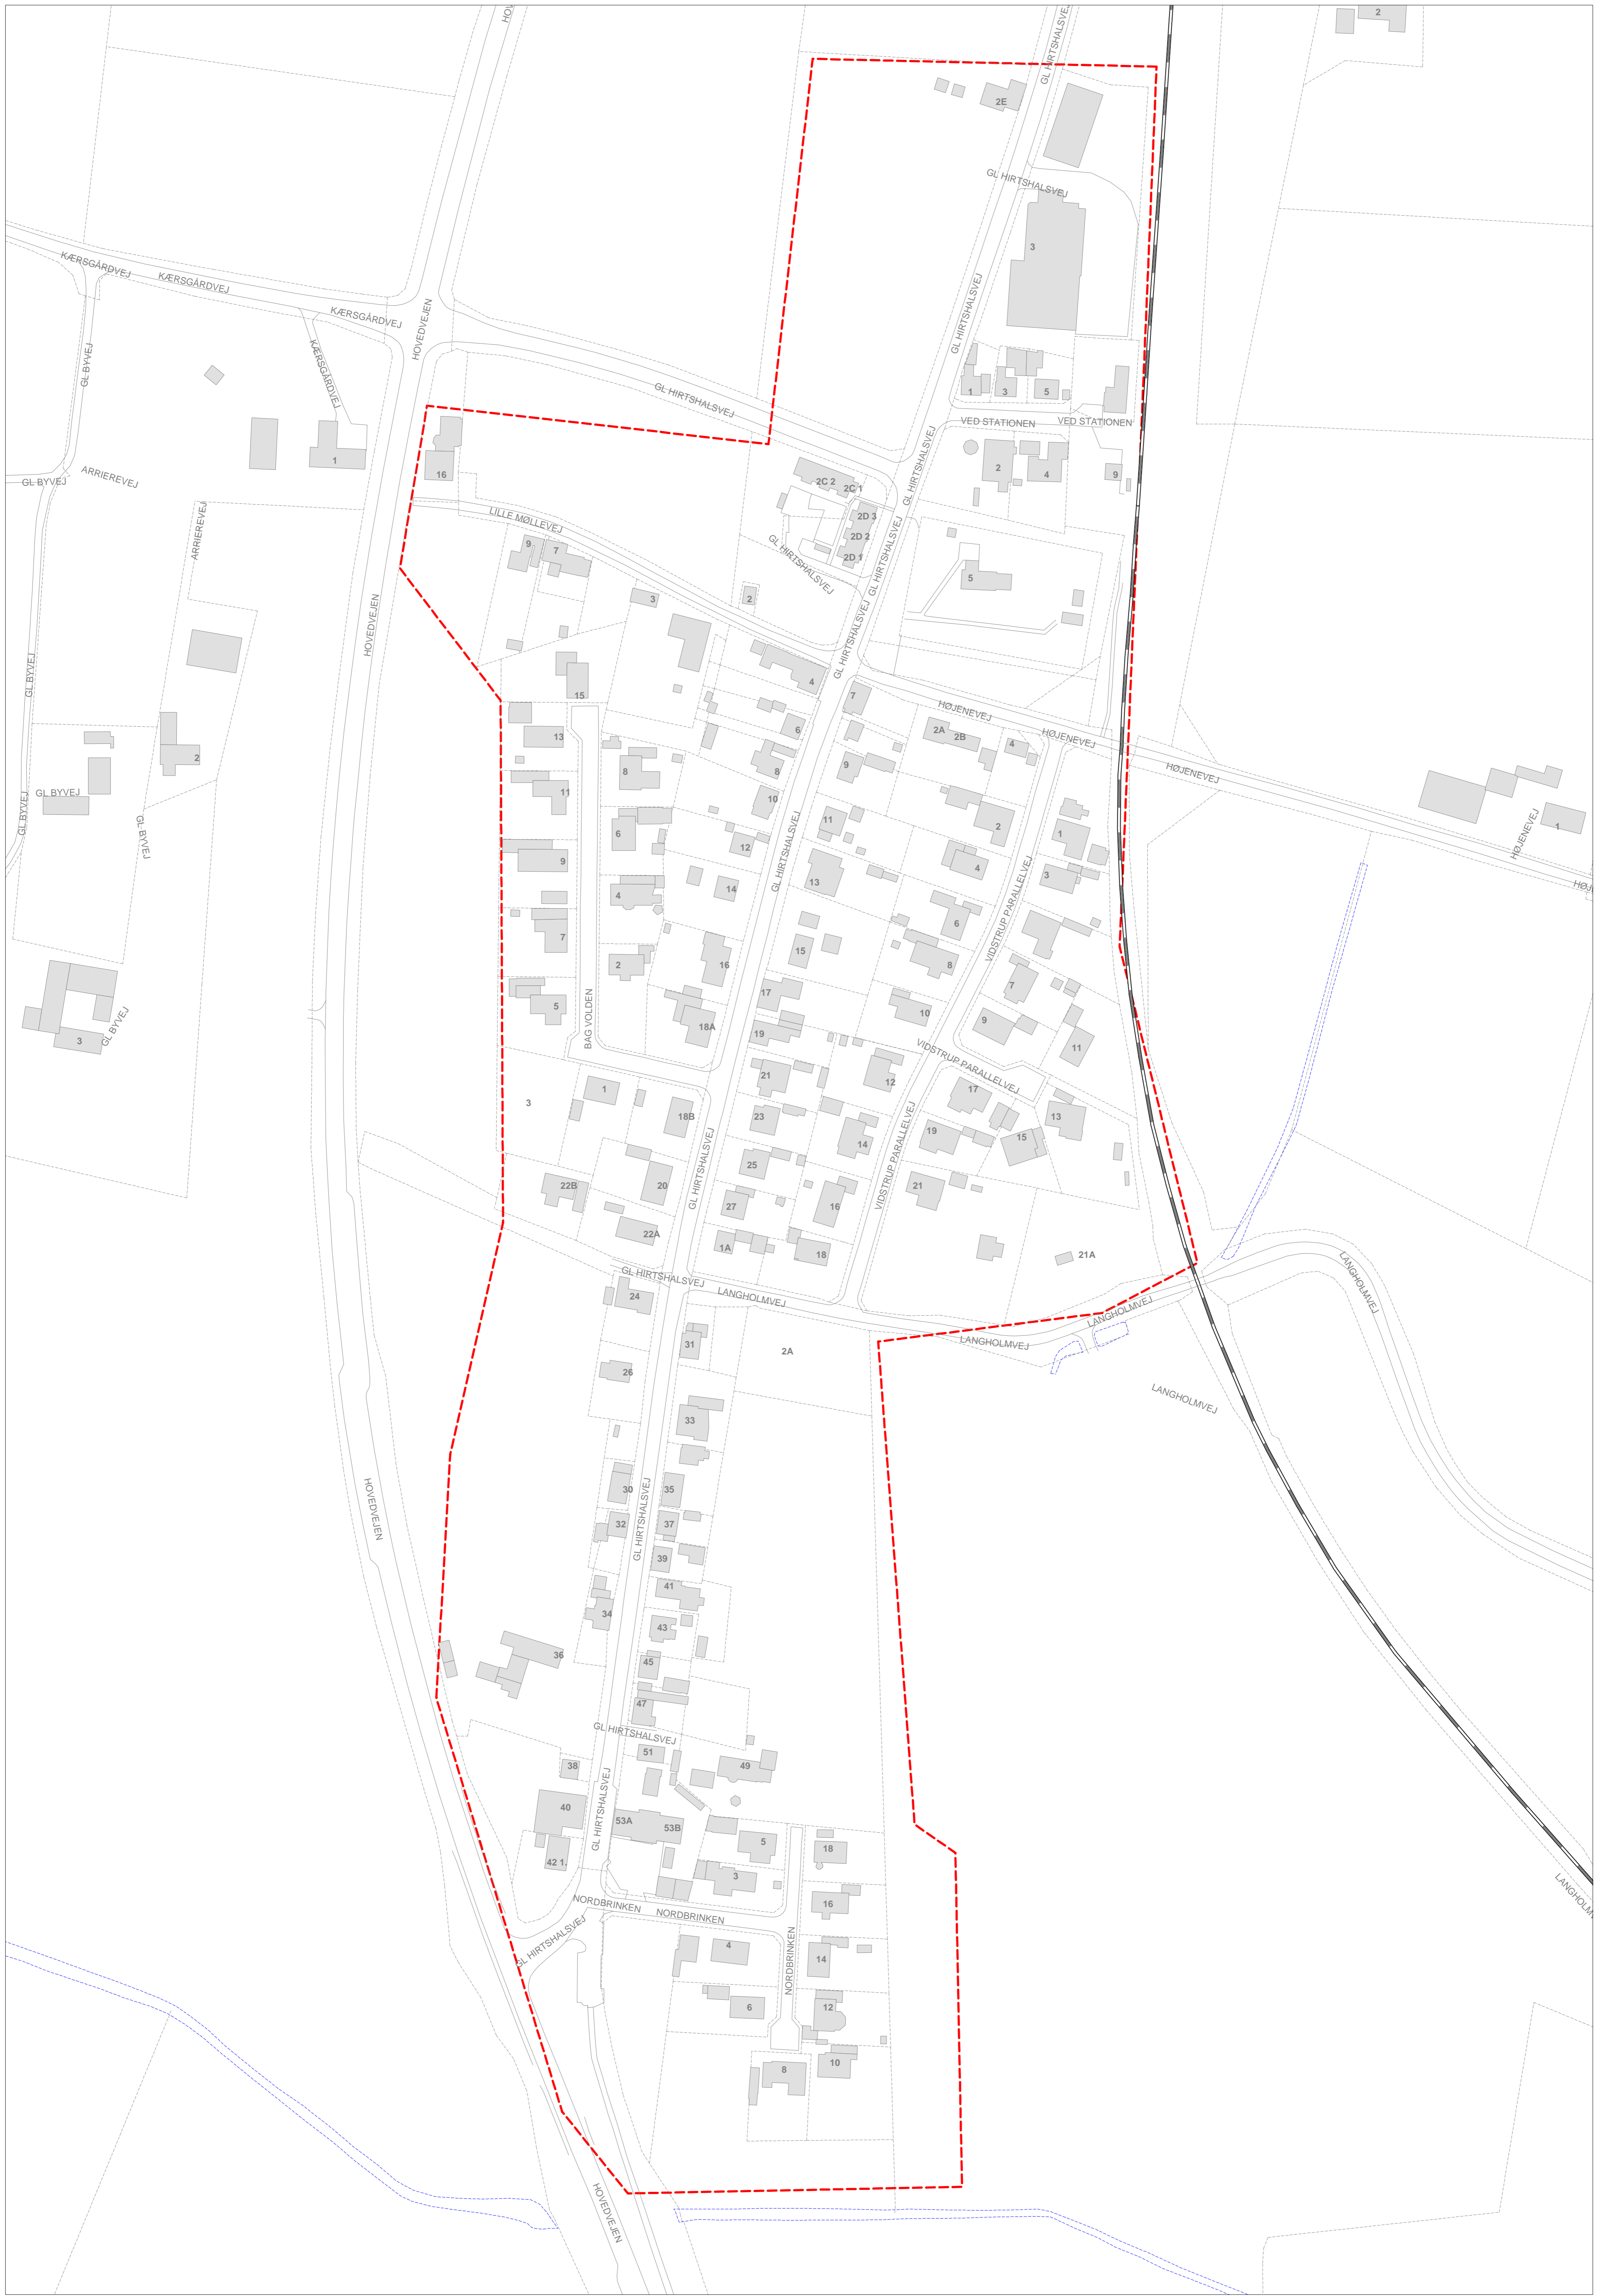 HOV
GL HIRTSHALSVEJ
2
2E
GL HIRTSHALSVEJ
3
KÆRSGÅRDVEJ
KÆRSGÅRDVEJ
KÆRSGÅRDVEJ
HOVEDVEJEN
GL HIRTSHALSVEJ
GL BYVEJ
KÆRSGÅRDVEJ
GL HIRTSHALSVEJ
1
3
5
VED STATIONEN
VED STATIONEN
GL HIRTSHALSVEJ
1
16
2
4
9
ARRIEREVEJ
GL BYVEJ
2C 2
2C 1
GL HIRTSHALSVEJ
ARRIEREVEJ
LILLE MØLLEVEJ
2D 3
2D 2
2D 1
GL HIRTSHALSVEJ
GL HIRTSHALSVEJ
9
7
5
3
2
HOVEDVEJEN
GL HIRTSHALSVEJ
GL BYVEJ
15
4
7
HØJENEVEJ
HØJENEVEJ
HØJENEVEJ
13
6
2A
2B
4
2
8
8
9
11
10
GL BYVEJ
GL BYVEJ
GL BYVEJ
6
11
2
1
HØJENEVEJ
1
12
GL HIRTSHALSVEJ
9
13
4
3
HØJ
4
14
VIDSTRUP PARALLELVEJ
6
7
2
16
15
8
7
5
BAG VOLDEN
17
18A
10
9
11
3
GL BYVEJ
19
VIDSTRUP PARALLELVEJ
21
12
1
3
17
18B
23
13
14
19
15
GL HIRTSHALSVEJ
25
VIDSTRUP PARALLELVEJ
22B
20
21
27
16
22A
1A
18
21A
GL HIRTSHALSVEJ
LANGHOLMVEJ
LANGHOLMVEJ
24
LANGHOLMVEJ
LANGHOLMVEJ
31
2A
26
LANGHOLMVEJ
33
30
35
HOVEDVEJEN
GL HIRTSHALSVEJ
32
37
39
41
34
43
36
45
47
GL HIRTSHALSVEJ
51
38
49
GL HIRTSHALSVEJ
40
53A
53B
5
18
42 1.
3
16
LANGHOLM
NORDBRINKEN
NORDBRINKEN
GL HIRTSHALSVEJ
4
NORDBRINKEN
14
6
12
8
10
HOVEDVEJEN